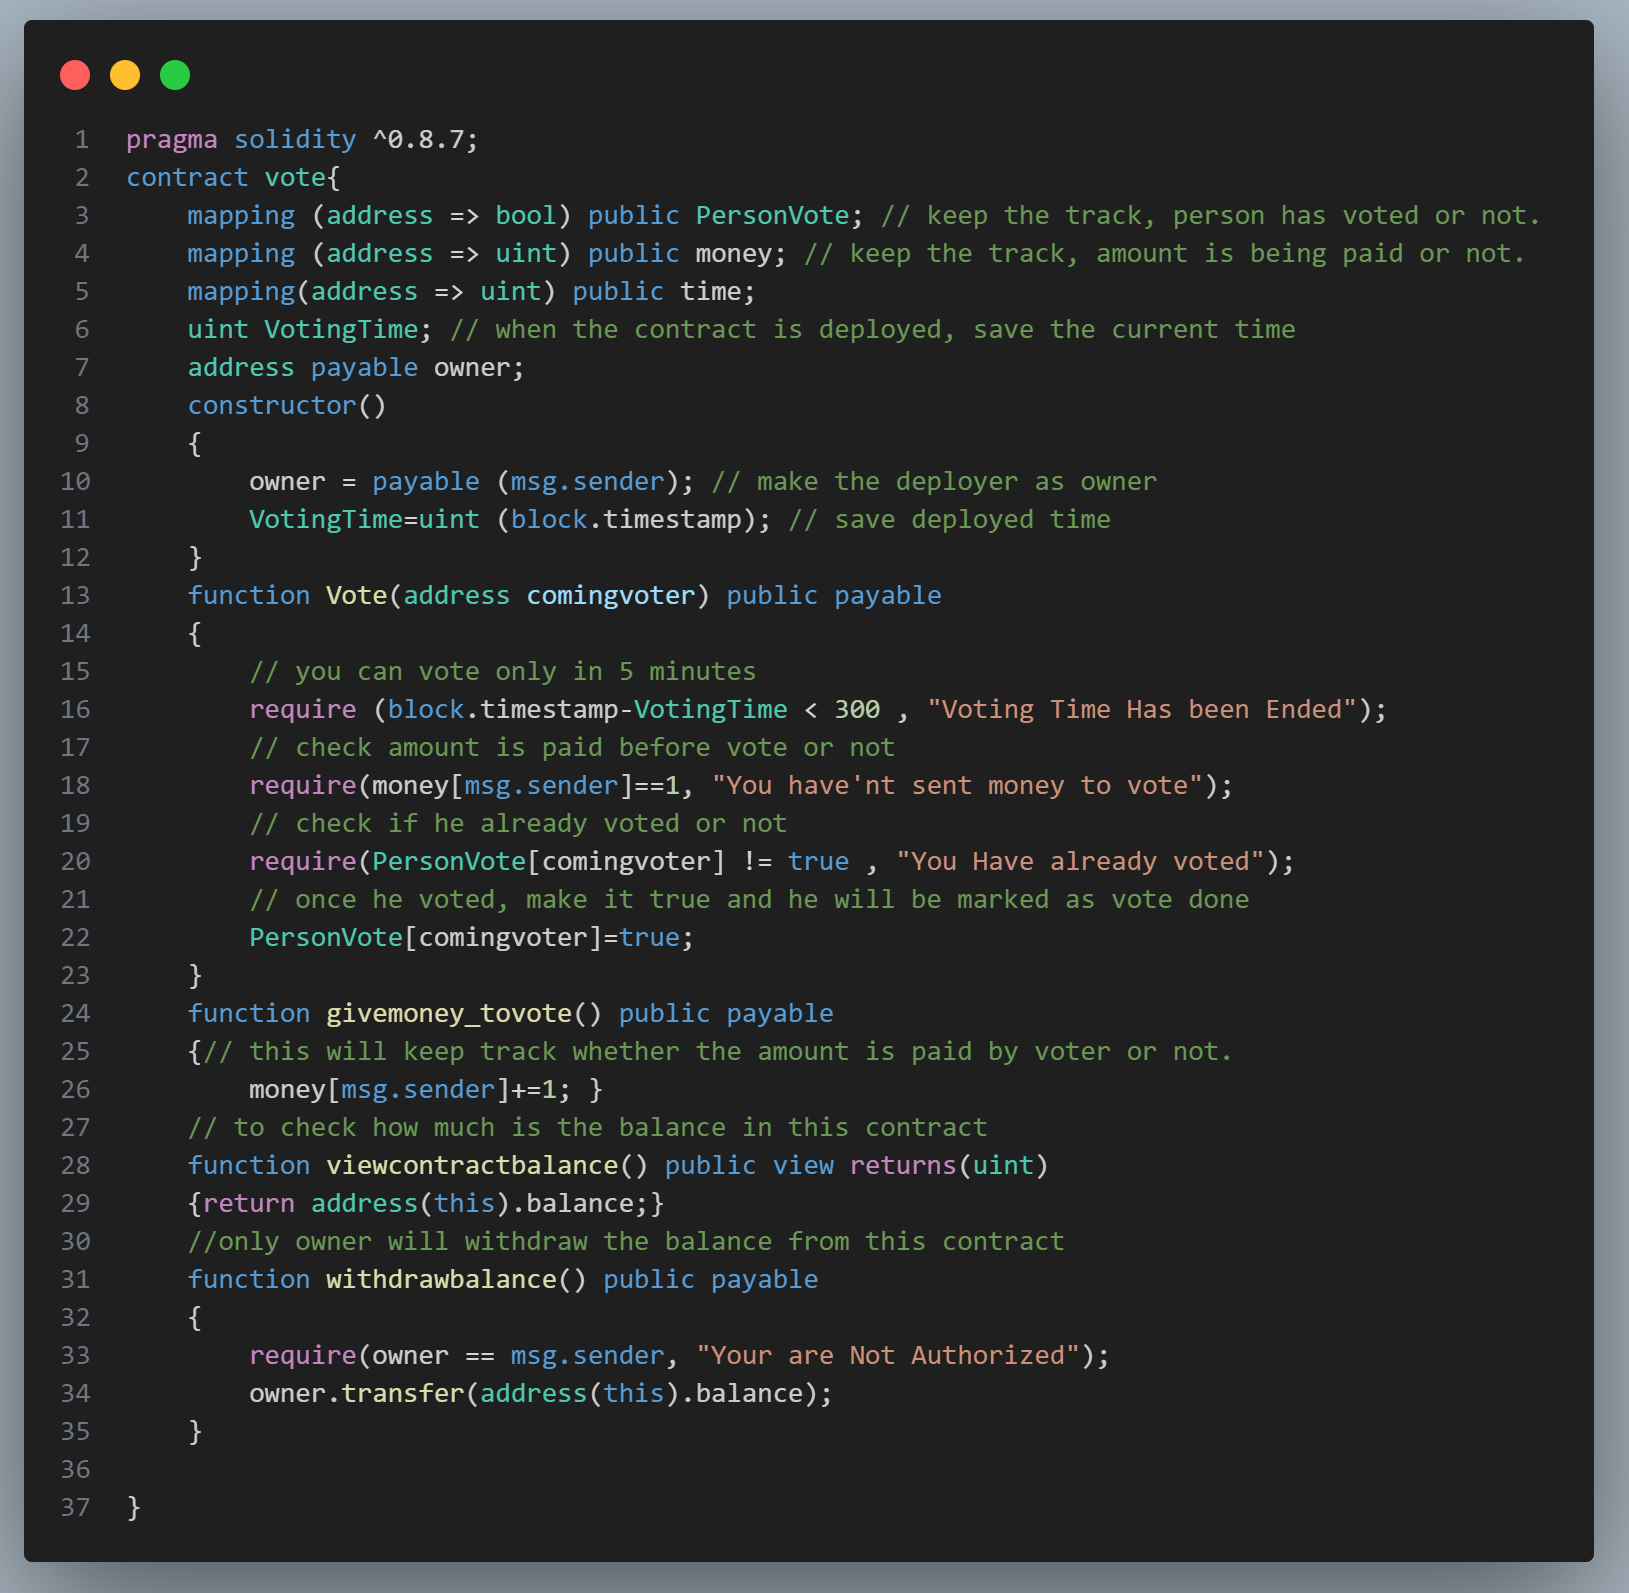 1 pragma solidity ^0.8.7;
2 contract vote{
3     mapping (address => bool) public PersonVote; // keep the track, person has voted or not.
4     mapping (address => uint) public money; // keep the track, amount is being paid or not.
5     mapping(address => uint) public time;
6     uint VotingTime; // when the contract is deployed, save the current time
7     address payable owner;
8     constructor()
9     {
10         owner = payable (msg.sender); // make the deployer as owner
11         VotingTime=uint (block.timestamp); // save deployed time
12     }
13     function Vote(address comingvoter) public payable
14     {
15         // you can vote only in 5 minutes
16         require (block.timestamp-VotingTime < 300 , "Voting Time Has been Ended");
17         // check amount is paid before vote or not
18         require(money[msg.sender]==1, "You have'nt sent money to vote");
19         // check if he already voted or not
20         require(PersonVote[comingvoter] != true , "You Have already voted");
21         // once he voted, make it true and he will be marked as vote done
22         PersonVote[comingvoter]=true;
23     }
24     function givemoney_tovote() public payable
25     {// this will keep track whether the amount is paid by voter or not.
26         money[msg.sender]+=1; }
27     // to check how much is the balance in this contract
28     function viewcontractbalance() public view returns(uint)
29     {return address(this).balance;}
30     //only owner will withdraw the balance from this contract
31     function withdrawbalance() public payable
32     {
33         require(owner == msg.sender, "Your are Not Authorized");
34         owner.transfer(address(this).balance);
35     }
36
37 }